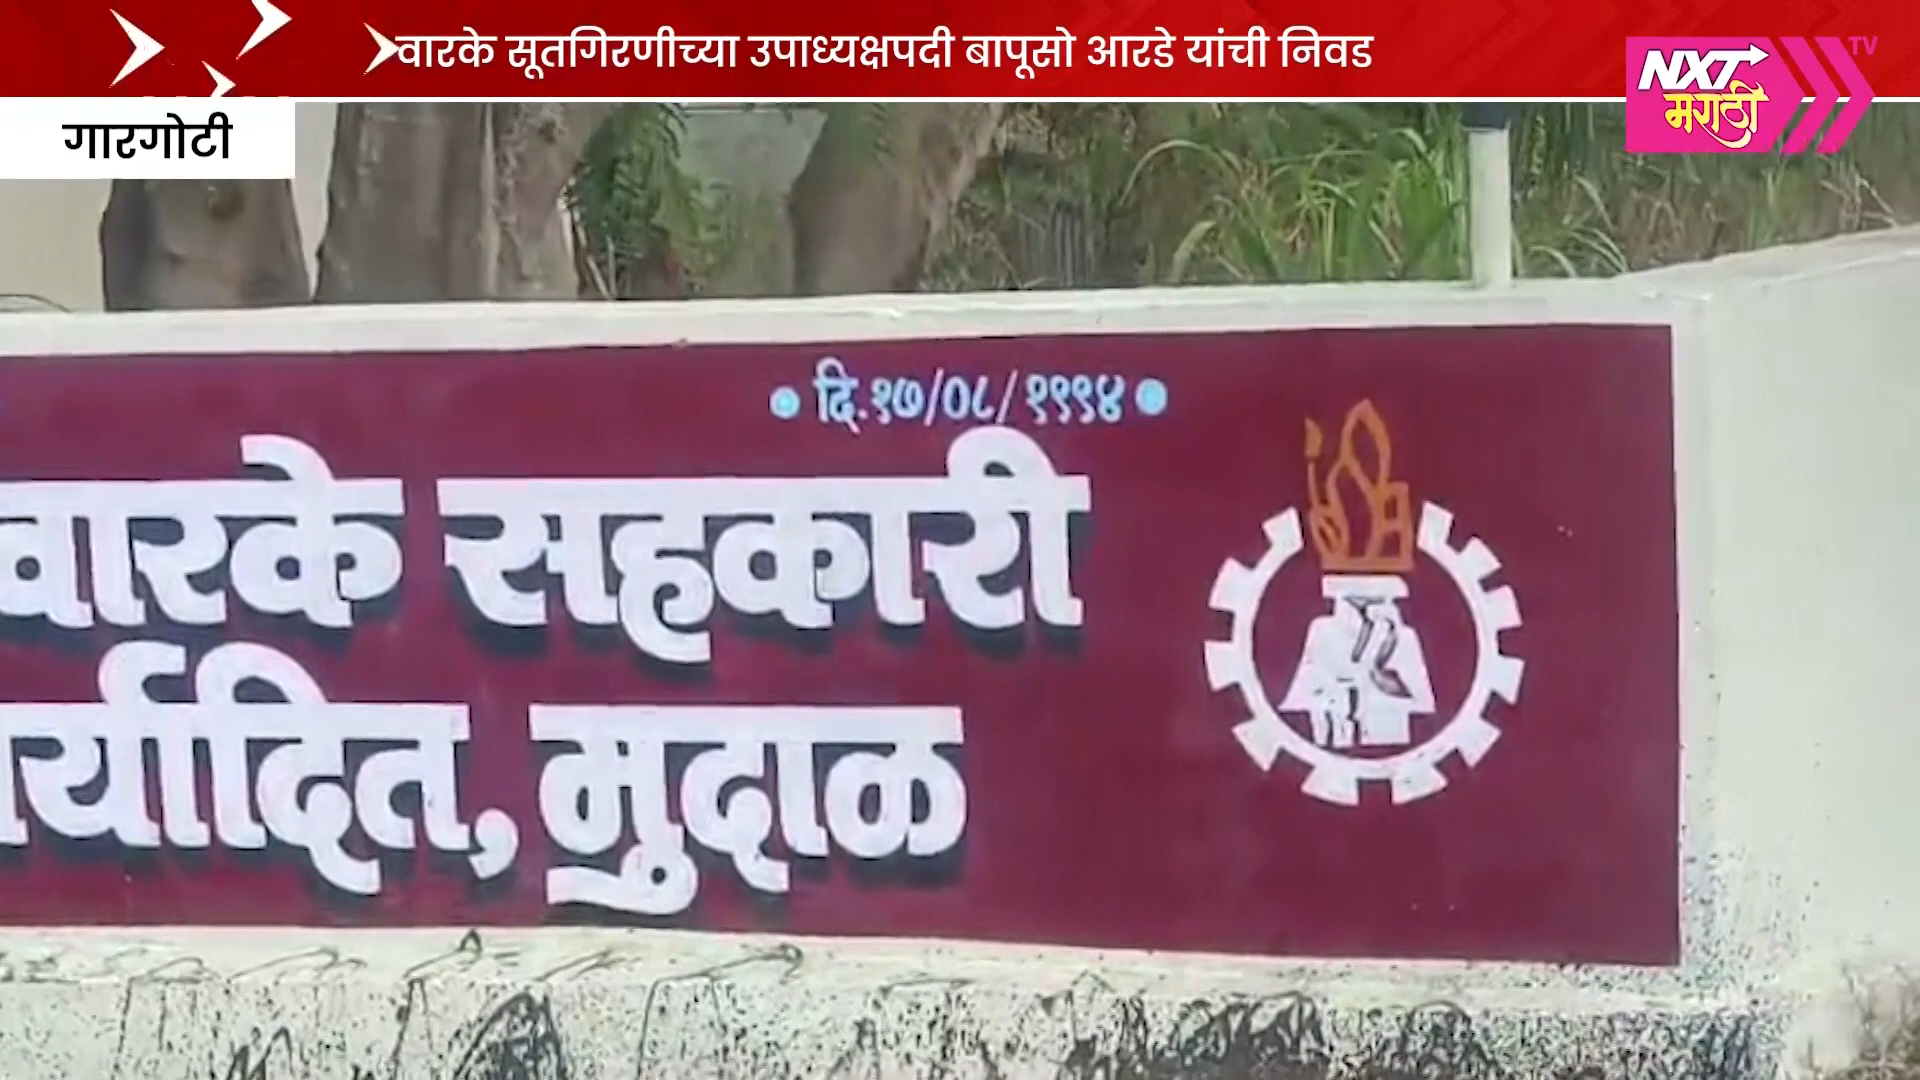 वारके सूतगिरणीच्या उपाध्यक्षपदी बापूसो आरडे यांची निवड
NXT
मराठी
TV
गारगोटी
दि.१७/०८/१९९४
वारके सहकारी
र्यादित, मुदाळ